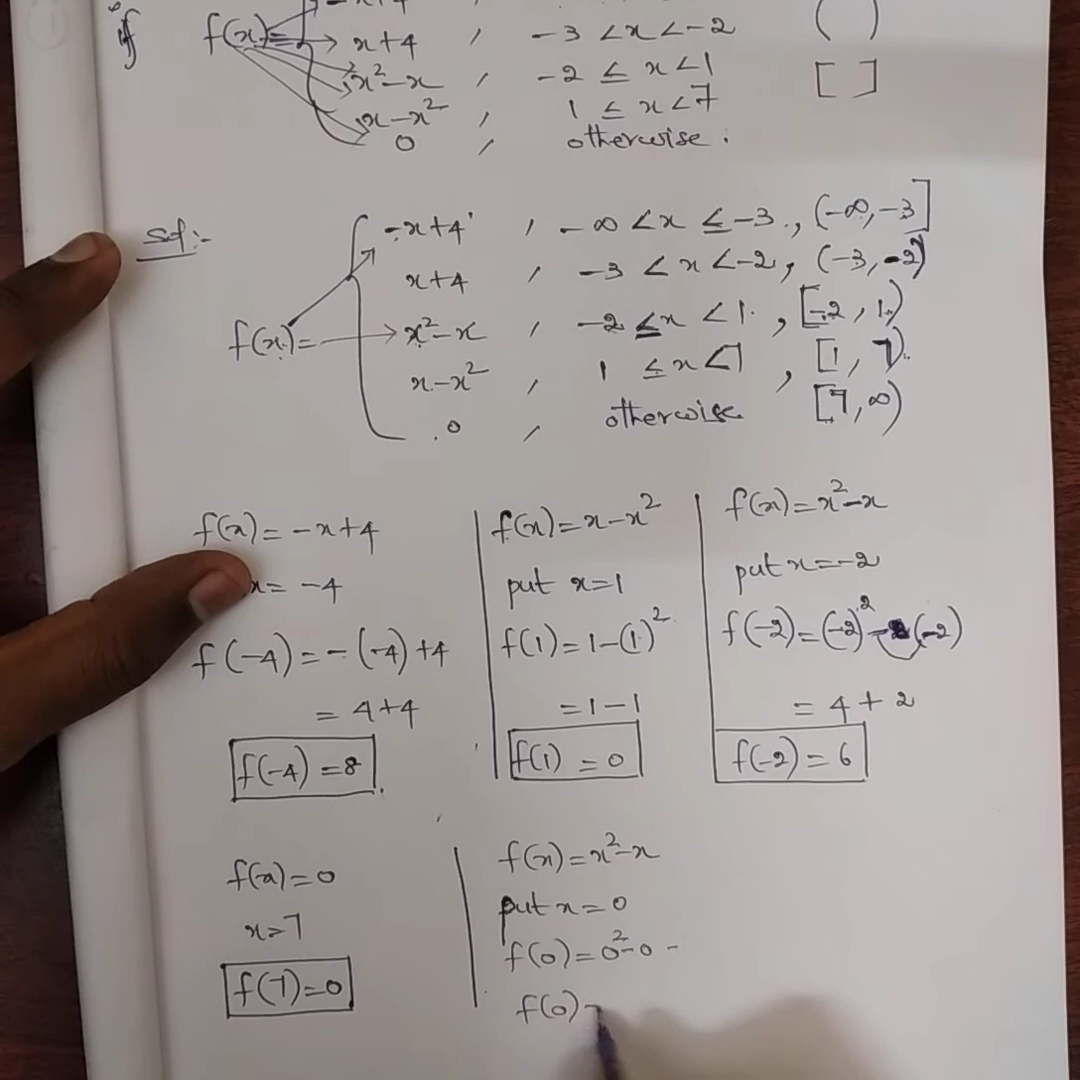 if f(x)= -x+4
x+4 , -3 <x<-2 ( )
x²-x , -2 ≤ x<1 [ ]
x-x² , 1 ≤ x<7
0 , otherwise.
Sol:-
-x+4 , -∞ <x ≤ -3 , (-∞, -3]
x+4 , -3 <x<-2 , (-3, -2)
f(x)= x²-x , -2 ≤x <1 , [-2, 1)
x-x² , 1 ≤x<7 , [1, 7)
0 , otherwise [7, ∞)
f(x)= -x+4
x= -4
f(-4)= -(-4)+4
= 4+4
f(-4) =8
f(x)= x-x²
put x=1
f(1)= 1-(1)²
=1-1
f(1) =0
f(x)=x²-x
put x=-2
f(-2)=(-2)²-(-2)
= 4+2
f(-2)=6
f(x)=0
x=7
f(7)=0
f(x)=x²-x
put x=0
f(0)=0²-0 -
f(0)-